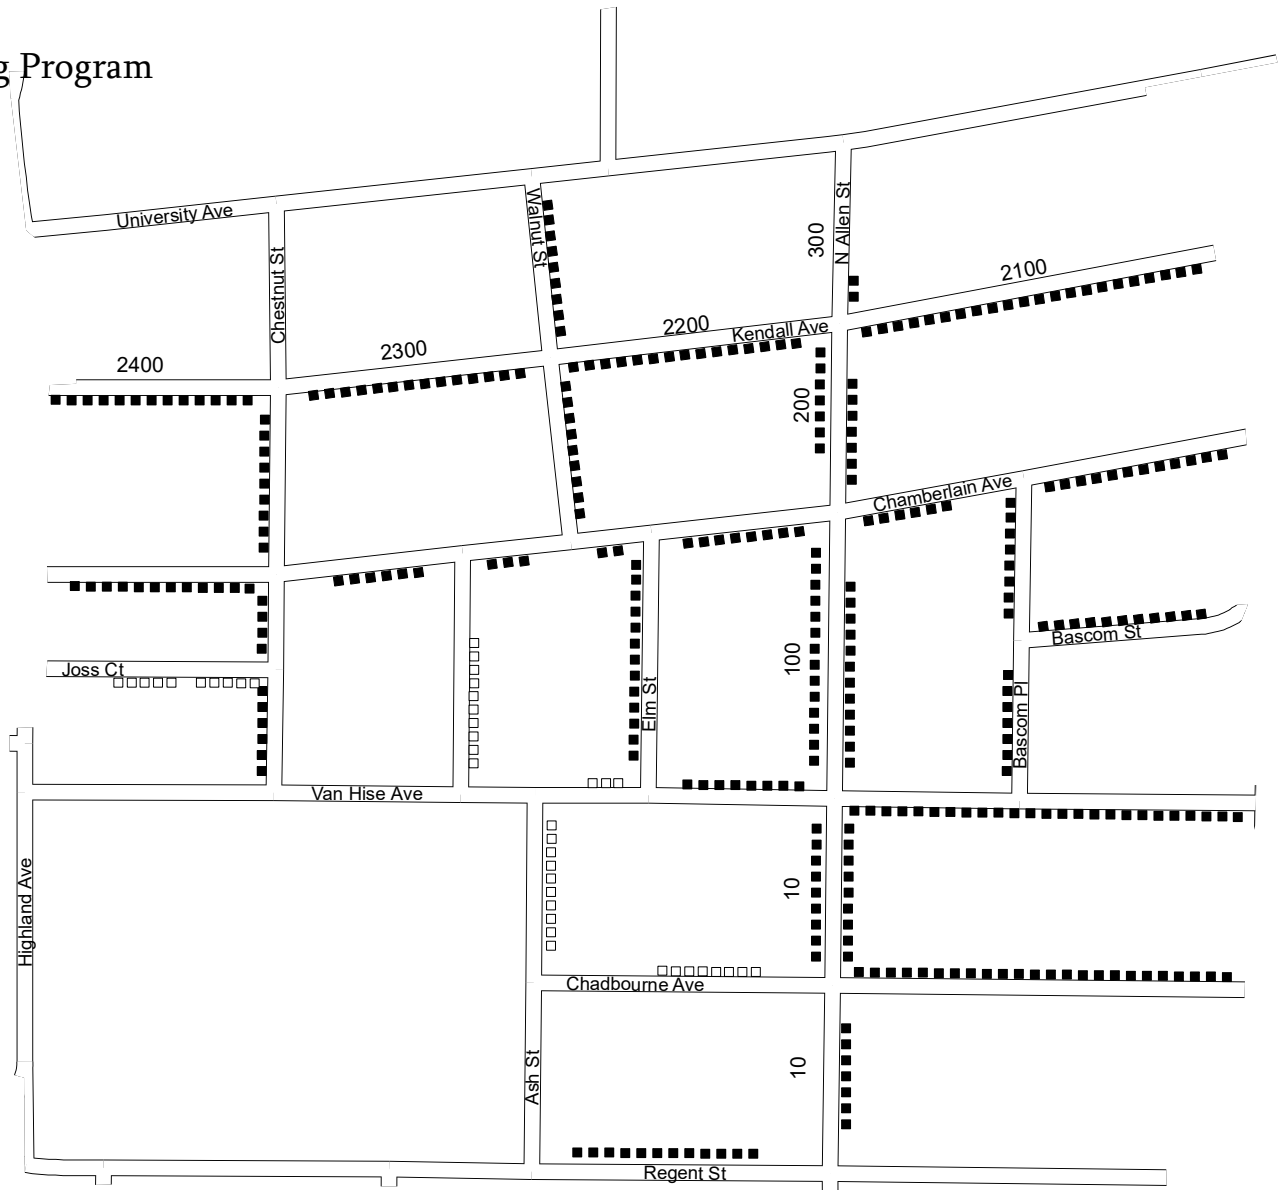 g Program
University Ave
Chestnut St
Walnut St
300
N Allen St
2100
2200
Kendall Ave
2300
2400
200
Chamberlain Ave
Bascom St
Joss Ct
Elm St
100
Bascom Pl
Van Hise Ave
Highland Ave
10
Chadbourne Ave
Ash St
10
Regent St